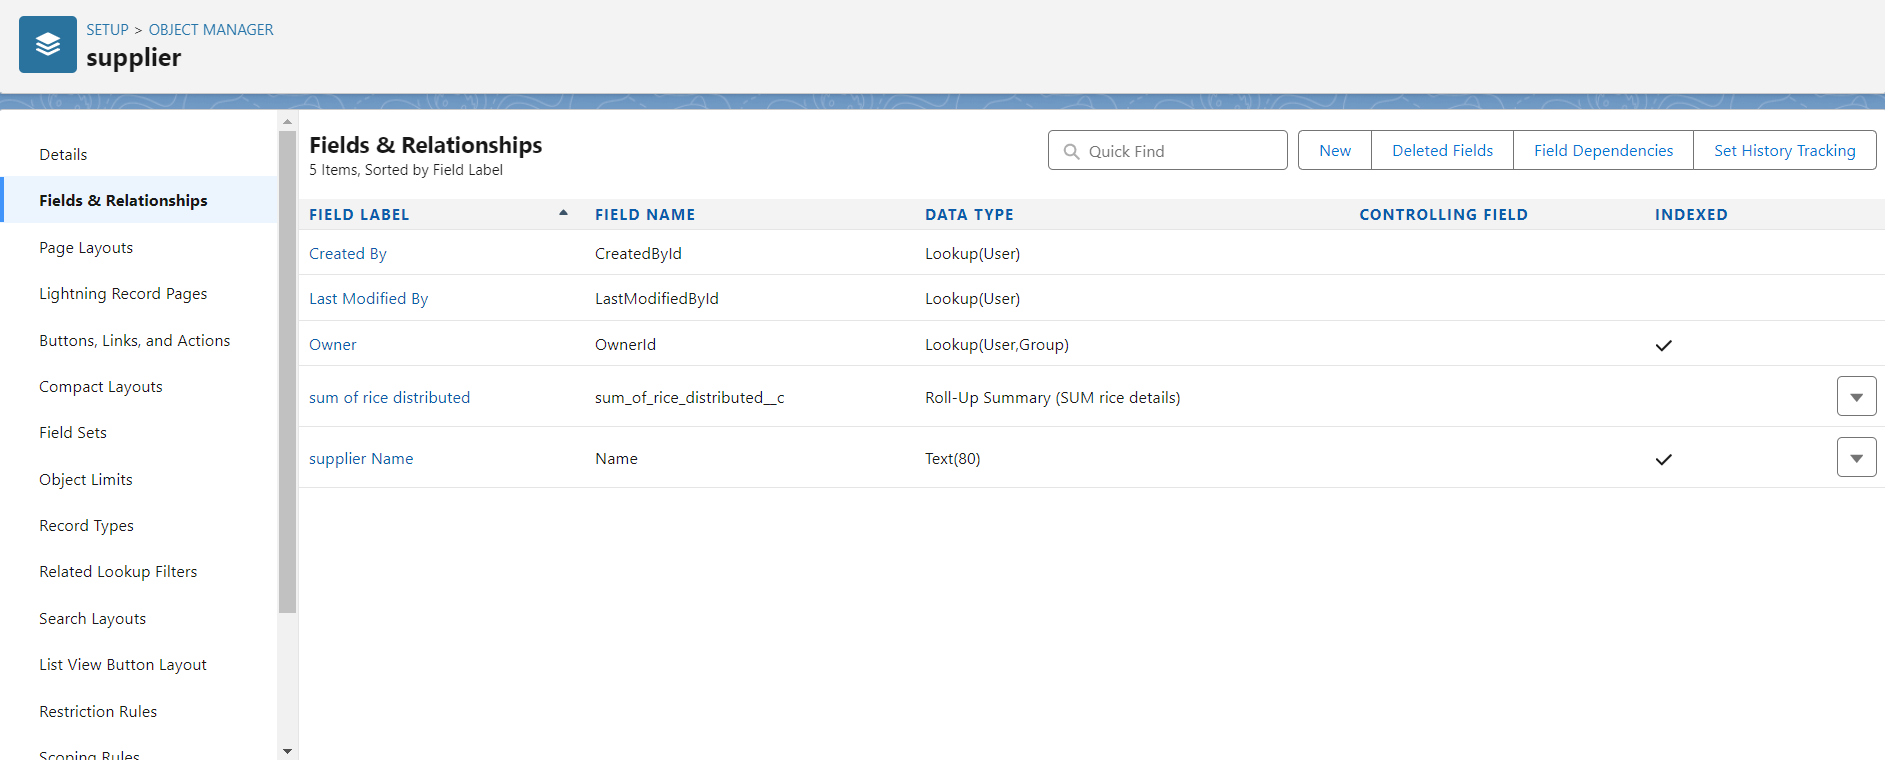 SETUP > OBJECT MANAGER
supplier
Details
Fields & Relationships
Page Layouts
Lightning Record Pages
Buttons, Links, and Actions
Compact Layouts
Field Sets
Object Limits
Record Types
Related Lookup Filters
Search Layouts
List View Button Layout
Restriction Rules
Scoping Rules
Fields & Relationships
5 Items, Sorted by Field Label
Quick Find
New
Deleted Fields
Field Dependencies
Set History Tracking
FIELD LABEL FIELD NAME DATA TYPE CONTROLLING FIELD INDEXED
Created By CreatedById Lookup(User)
Last Modified By LastModifiedById Lookup(User)
Owner OwnerId Lookup(User,Group)
sum of rice distributed sum_of_rice_distributed__c Roll-Up Summary (SUM rice details)
supplier Name Name Text(80)